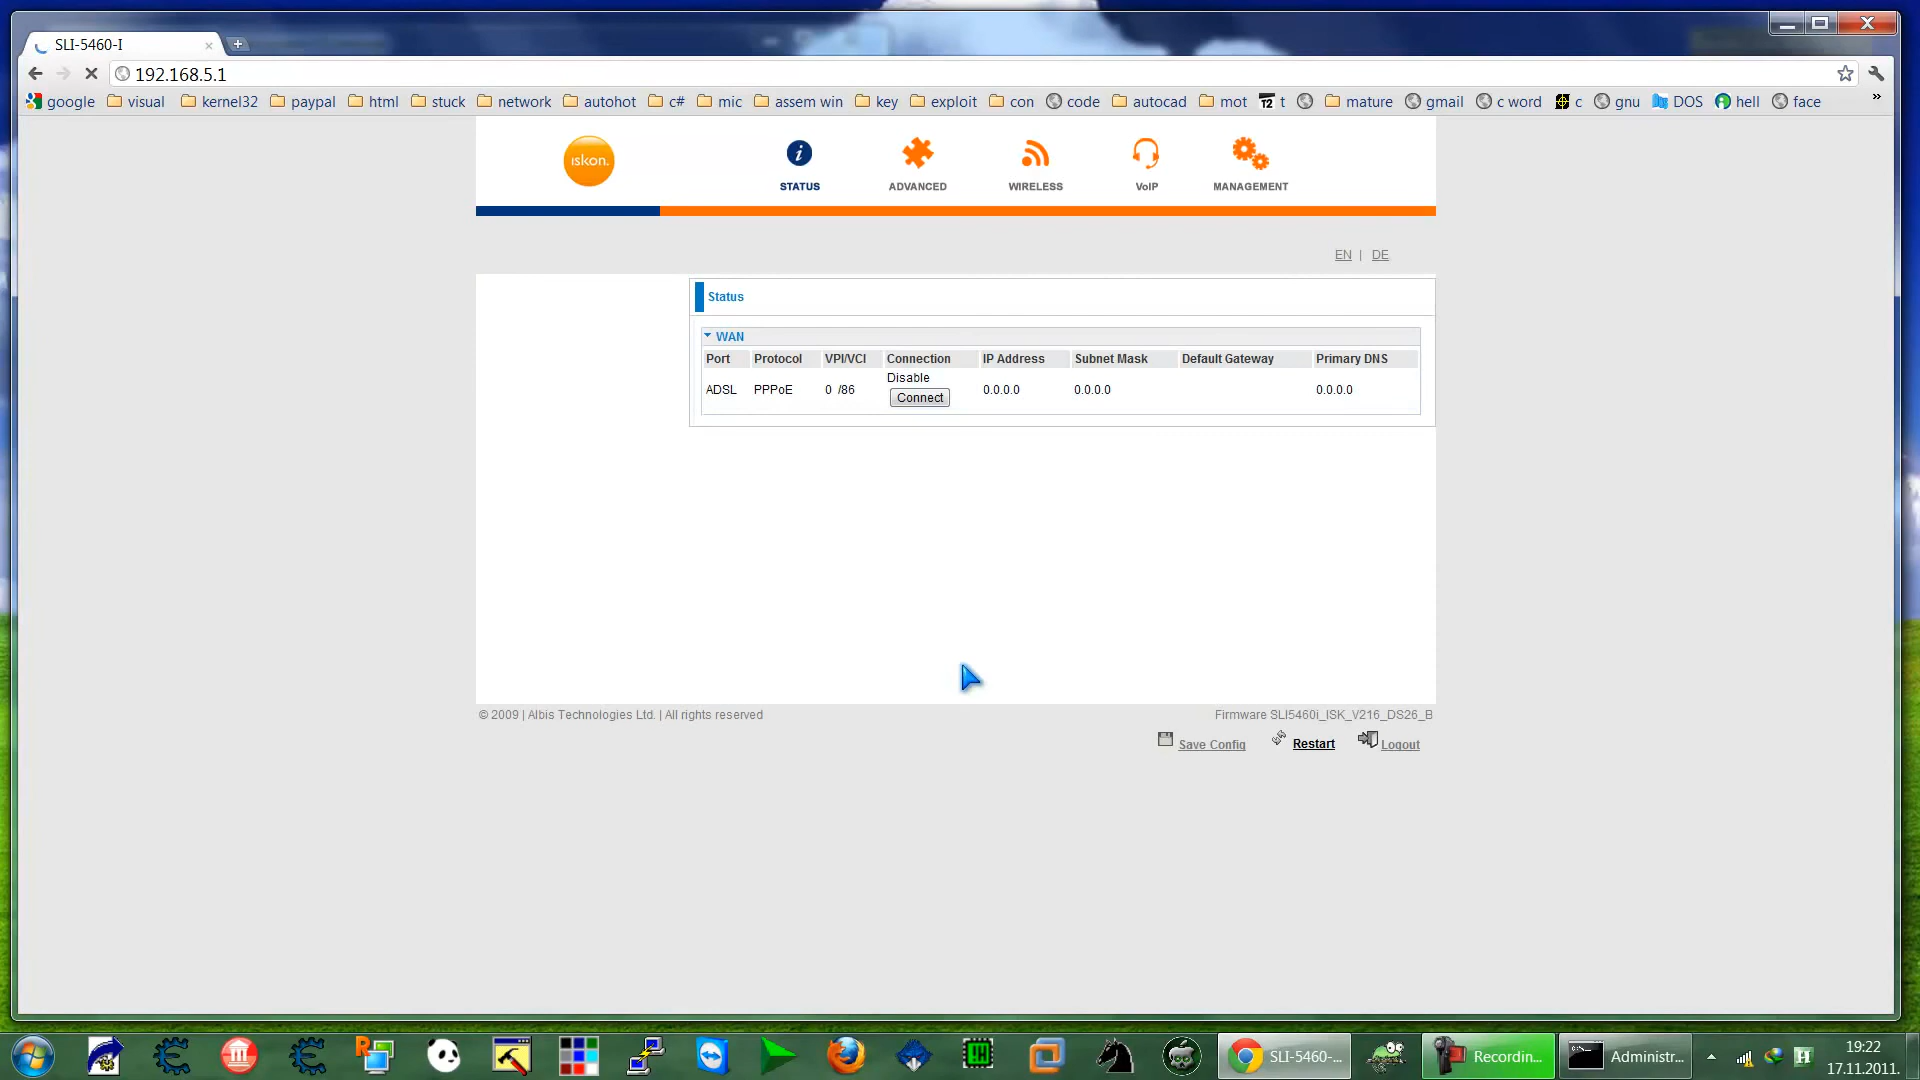 SLI-5460-I
192.168.5.1
google visual kernel32 paypal html stuck network autohot c# mic assem win key exploit con code autocad mot T2 t mature gmail c word c gnu DOS hell face »
iskon.
STATUS ADVANCED WIRELESS VoIP MANAGEMENT
EN | DE
Status
WAN
Port Protocol VPI/VCI Connection IP Address Subnet Mask Default Gateway Primary DNS
ADSL PPPoE 0 /86 Disable 0.0.0.0 0.0.0.0 0.0.0.0
Connect
© 2009 | Albis Technologies Ltd. | All rights reserved Firmware SLI5460i_ISK_V216_DS26_B
Save Config Restart Logout
SLI-5460-... Recordin... Administr... 19:22
17.11.2011.